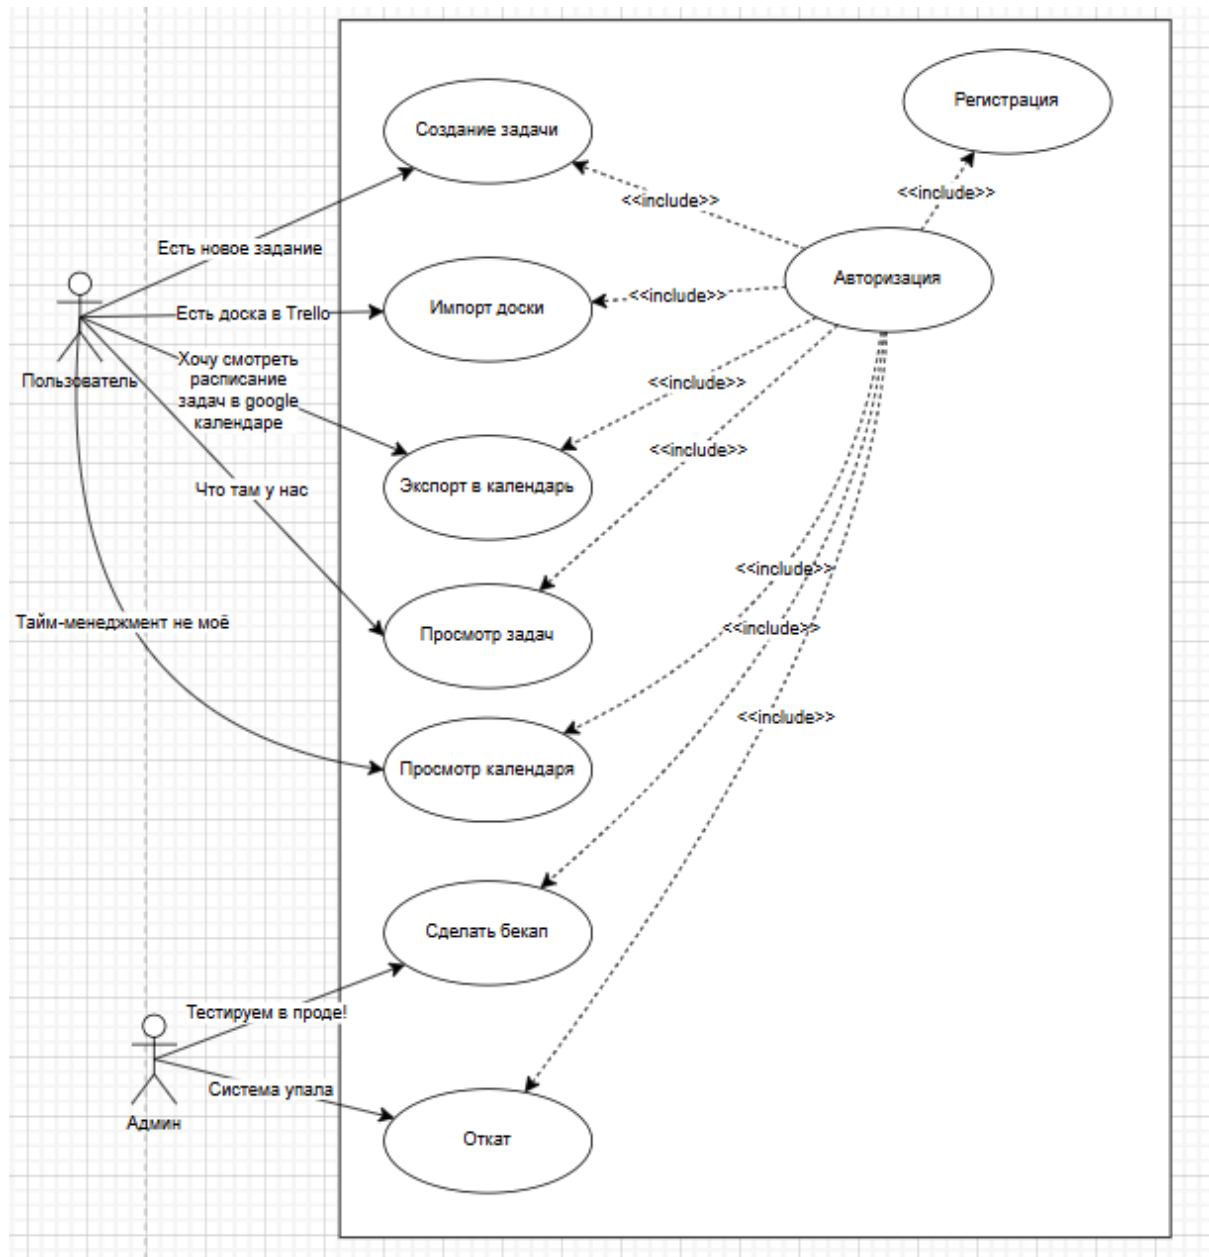 Регистрация
Создание задачи
<<include>>
<<include>>
Есть новое задание
Авторизация
<<include>>
Есть доска в Trello
Импорт доски
Хочу смотреть
расписание
задач в google
календаре
Пользователь
<<include>>
<<include>>
Что там у нас
Экспорт в календарь
<<include>>
Тайм-менеджмент не моё
Просмотр задач
<<include>>
<<include>>
Просмотр календаря
Сделать бекап
Тестируем в проде!
Система упала
Админ
Откат